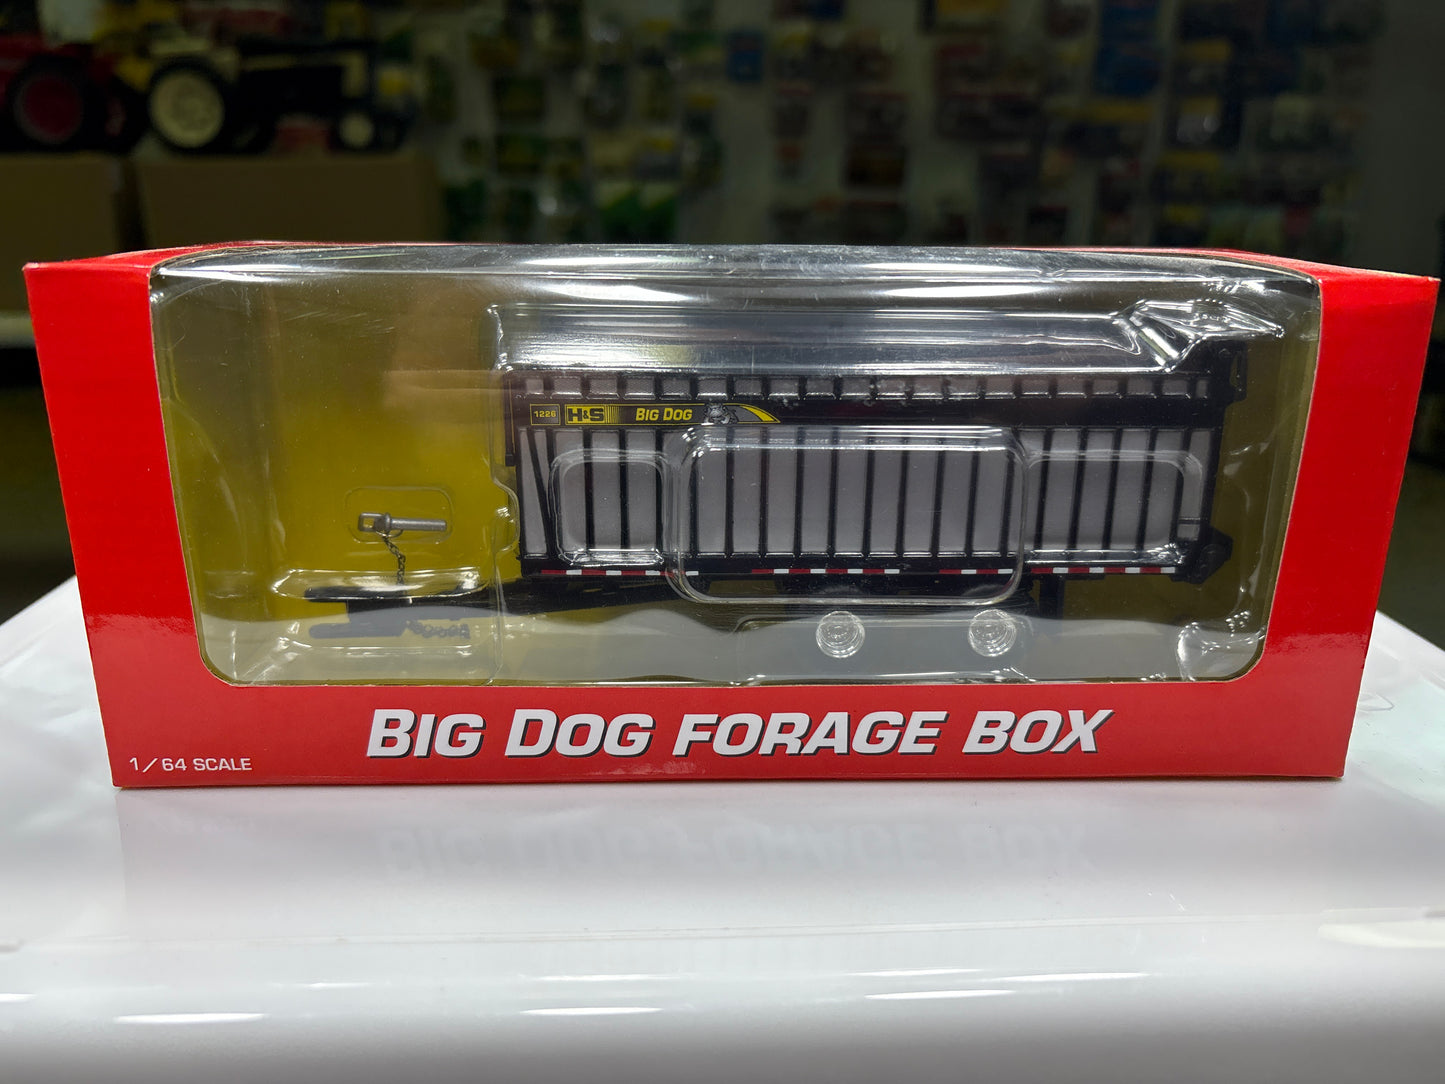 1226 H&S BIG DOG
BIG DOG FORAGE BOX
1/64 SCALE